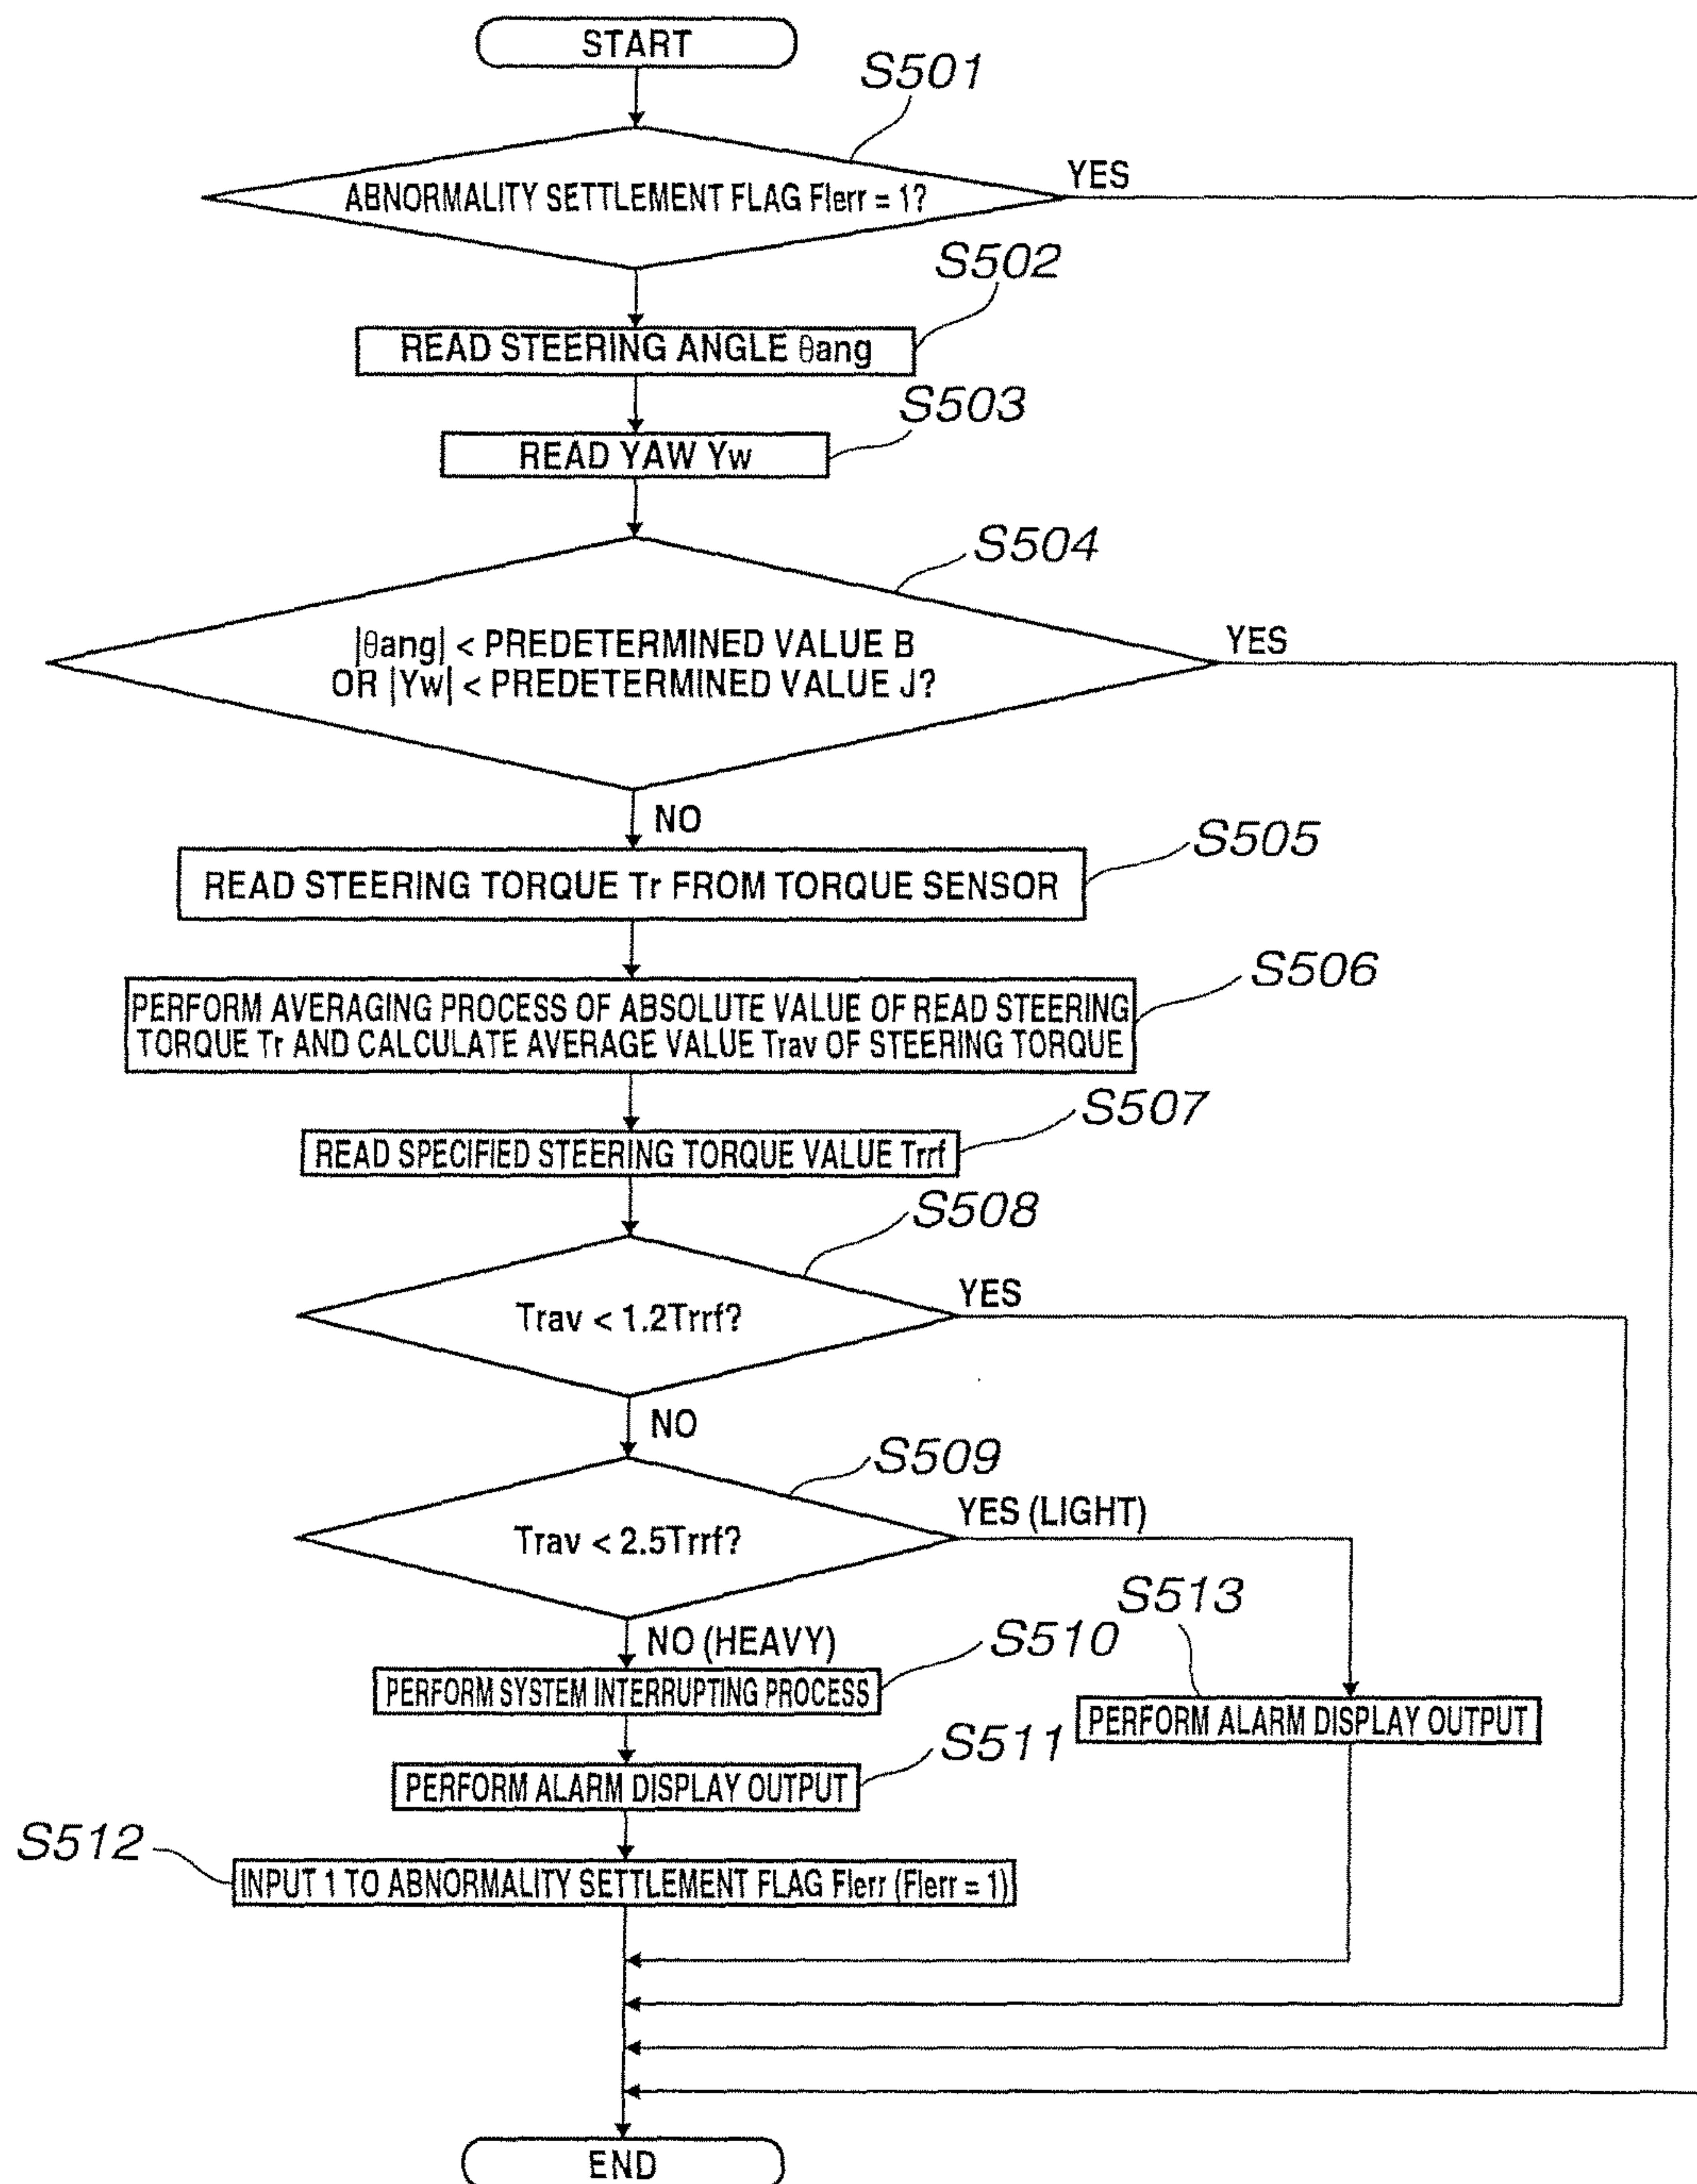 START
S501
ABNORMALITY SETTLEMENT FLAG Flerr = 1?
YES
S502
READ STEERING ANGLE θang
S503
READ YAW Yw
S504
|θang| < PREDETERMINED VALUE B
OR |Yw| < PREDETERMINED VALUE J?
YES
NO
S505
READ STEERING TORQUE Tr FROM TORQUE SENSOR
S506
PERFORM AVERAGING PROCESS OF ABSOLUTE VALUE OF READ STEERING
TORQUE Tr AND CALCULATE AVERAGE VALUE Trav OF STEERING TORQUE
S507
READ SPECIFIED STEERING TORQUE VALUE Trrf
S508
Trav < 1.2Trrf?
YES
NO
S509
Trav < 2.5Trrf?
YES (LIGHT)
S513
NO (HEAVY)
S510
PERFORM SYSTEM INTERRUPTING PROCESS
PERFORM ALARM DISPLAY OUTPUT
S511
PERFORM ALARM DISPLAY OUTPUT
S512
INPUT 1 TO ABNORMALITY SETTLEMENT FLAG Flerr (Flerr = 1)
END